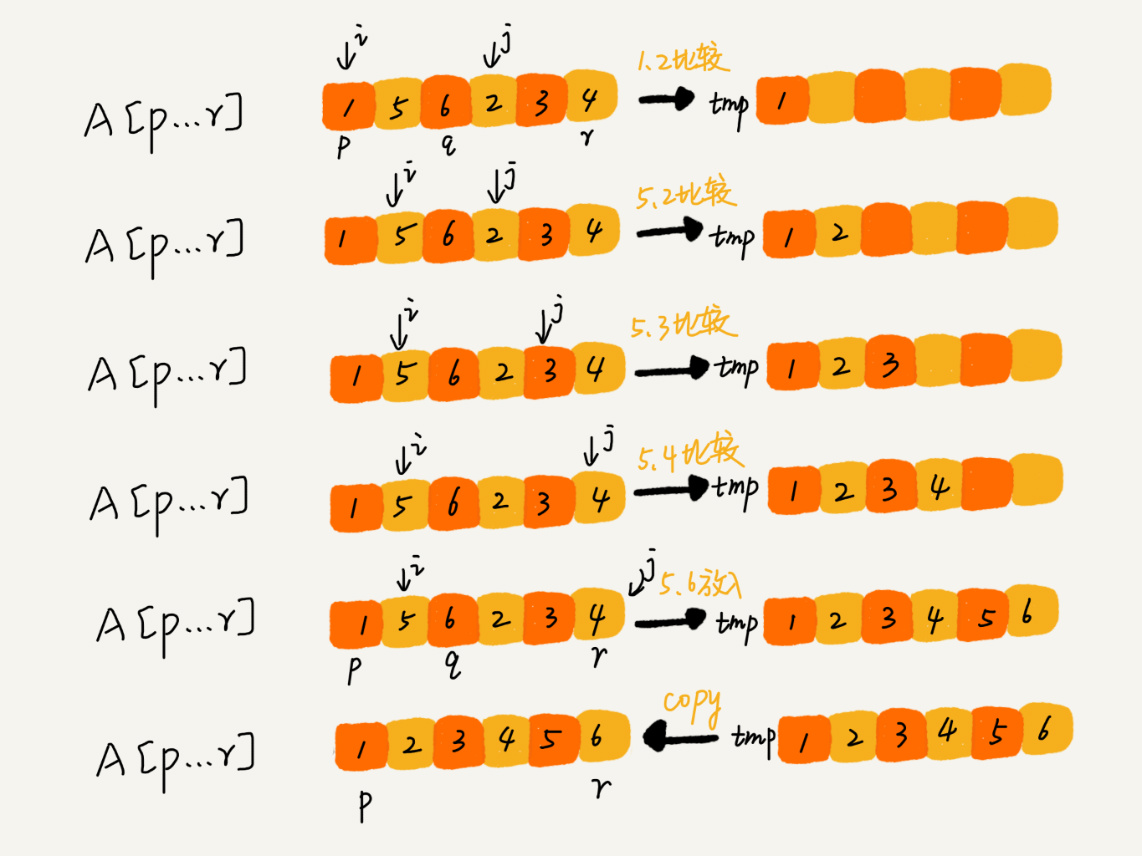 i j 1.2比较
A[p...r] 1 5 6 2 3 4 tmp 1
p q r
i j 5.2比较
A[p...r] 1 5 6 2 3 4 tmp 1 2
i j 5.3比较
A[p...r] 1 5 6 2 3 4 tmp 1 2 3
i j 5.4比较
A[p...r] 1 5 6 2 3 4 tmp 1 2 3 4
i j 5.6放入
A[p...r] 1 5 6 2 3 4 tmp 1 2 3 4 5 6
p q r
copy
A[p...r] 1 2 3 4 5 6 tmp 1 2 3 4 5 6
p r